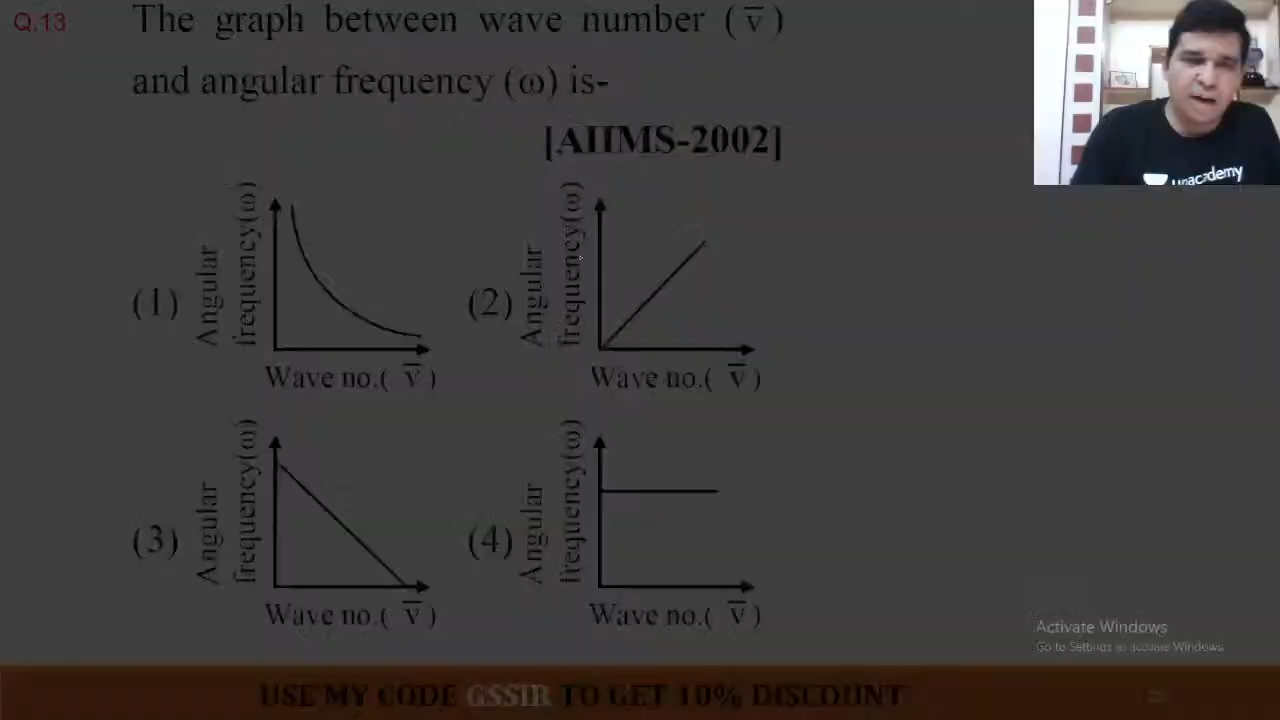 Q.13
The graph between wave number (v̅)
and angular frequency (ω) is-
[AIIMS-2002]
(1)
Angular
frequency(ω)
Wave no.( v̅ )
(2)
Angular
frequency(ω)
Wave no.( v̅ )
(3)
Angular
frequency(ω)
Wave no.( v̅ )
(4)
Angular
frequency(ω)
Wave no.( v̅ )
unacademy
Activate Windows
Go to Settings to activate Windows.
USE MY CODE GSSIR TO GET 10% DISCOUNT